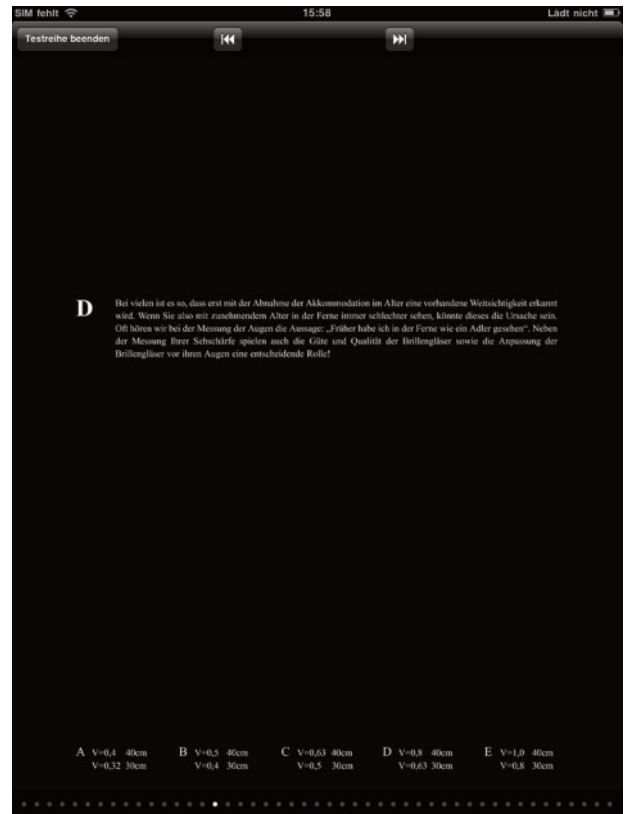 SIM fehlt 15:58 Lädt nicht
Testreihe beenden
D Bei vielen ist es so, dass erst mit der Abnahme der Akkommodation im Alter eine vorhandene Weitsichtigkeit erkannt
wird. Wenn Sie also mit zunehmendem Alter in der Ferne immer schlechter sehen, könnte dieses die Ursache sein.
Oft hören wir bei der Messung der Augen die Aussage: „Früher habe ich in der Ferne wie ein Adler gesehen“. Neben
der Messung Ihrer Sehschärfe spielen auch die Güte und Qualität der Brillengläser sowie die Anpassung der
Brillengläser vor ihren Augen eine entscheidende Rolle!
A V=0,4 40cm B V=0,5 40cm C V=0,63 40cm D V=0,8 40cm E V=1,0 40cm
V=0,32 30cm V=0,4 30cm V=0,5 30cm V=0,63 30cm V=0,8 30cm